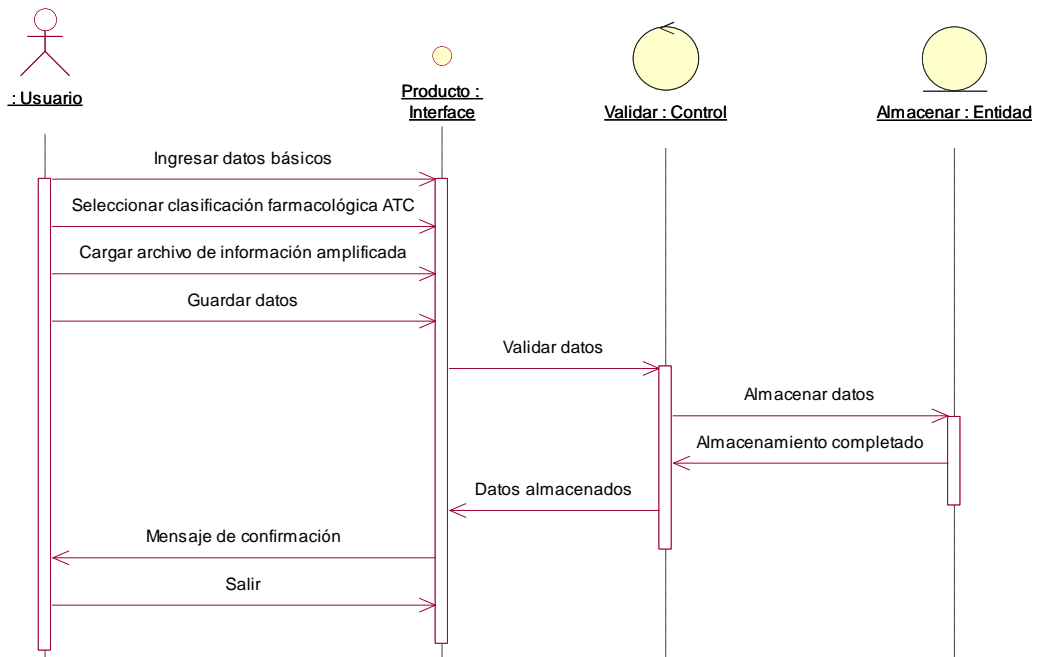 : Usuario
Producto :
Interface
Validar : Control
Almacenar : Entidad
Ingresar datos básicos
Seleccionar clasificación farmacológica ATC
Cargar archivo de información amplificada
Guardar datos
Validar datos
Almacenar datos
Almacenamiento completado
Datos almacenados
Mensaje de confirmación
Salir